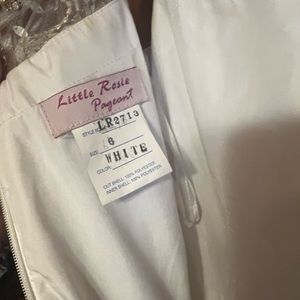 Little Rosie
Pageant
STYLE NO. LR2713
SIZE: 6
COLOR: WHITE
OUT SHELL: 100% POLYESTER
INNER SHELL: 100% POLYESTER